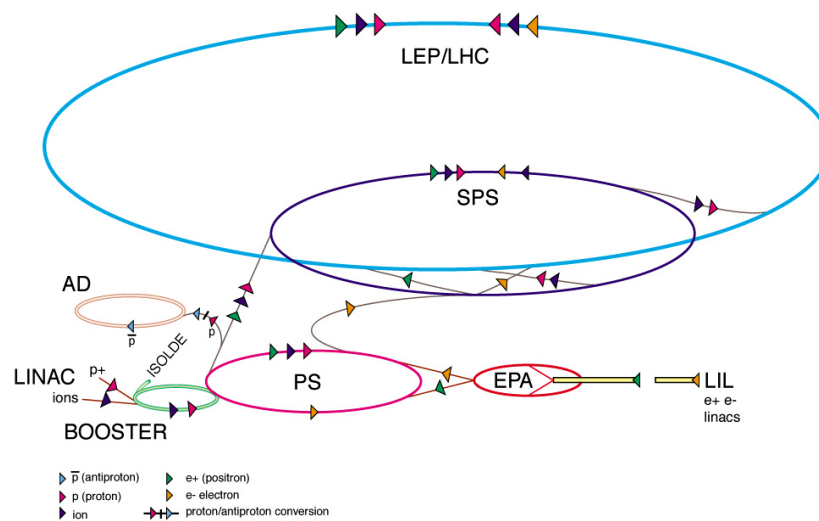 LEP/LHC
SPS
AD
p̅
p
ISOLDE
LINAC
p+
ions
BOOSTER
PS
EPA
LIL
e+ e-
linacs
p̅ (antiproton)
p (proton)
ion
e+ (positron)
e- electron
proton/antiproton conversion